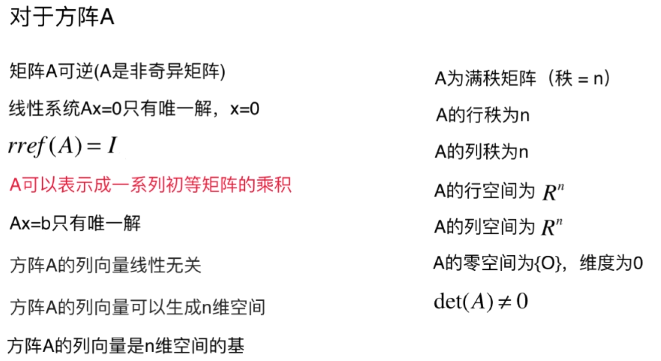 对于方阵A
矩阵A可逆(A是非奇异矩阵)
线性系统Ax=0只有唯一解，x=0
rref(A) = I
A可以表示成一系列初等矩阵的乘积
Ax=b只有唯一解
方阵A的列向量线性无关
方阵A的列向量可以生成n维空间
方阵A的列向量是n维空间的基
A为满秩矩阵（秩 = n）
A的行秩为n
A的列秩为n
A的行空间为 Rⁿ
A的列空间为 Rⁿ
A的零空间为{O}，维度为0
det(A) ≠ 0